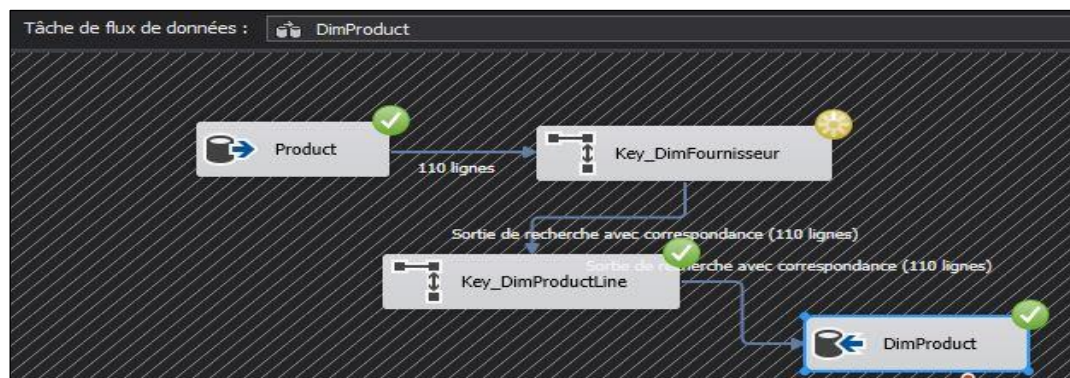 Tâche de flux de données : DimProduct
Product
110 lignes
Key_DimFournisseur
Sortie de recherche avec correspondance (110 lignes)
Key_DimProductLine
Sortie de recherche avec correspondance (110 lignes)
DimProduct